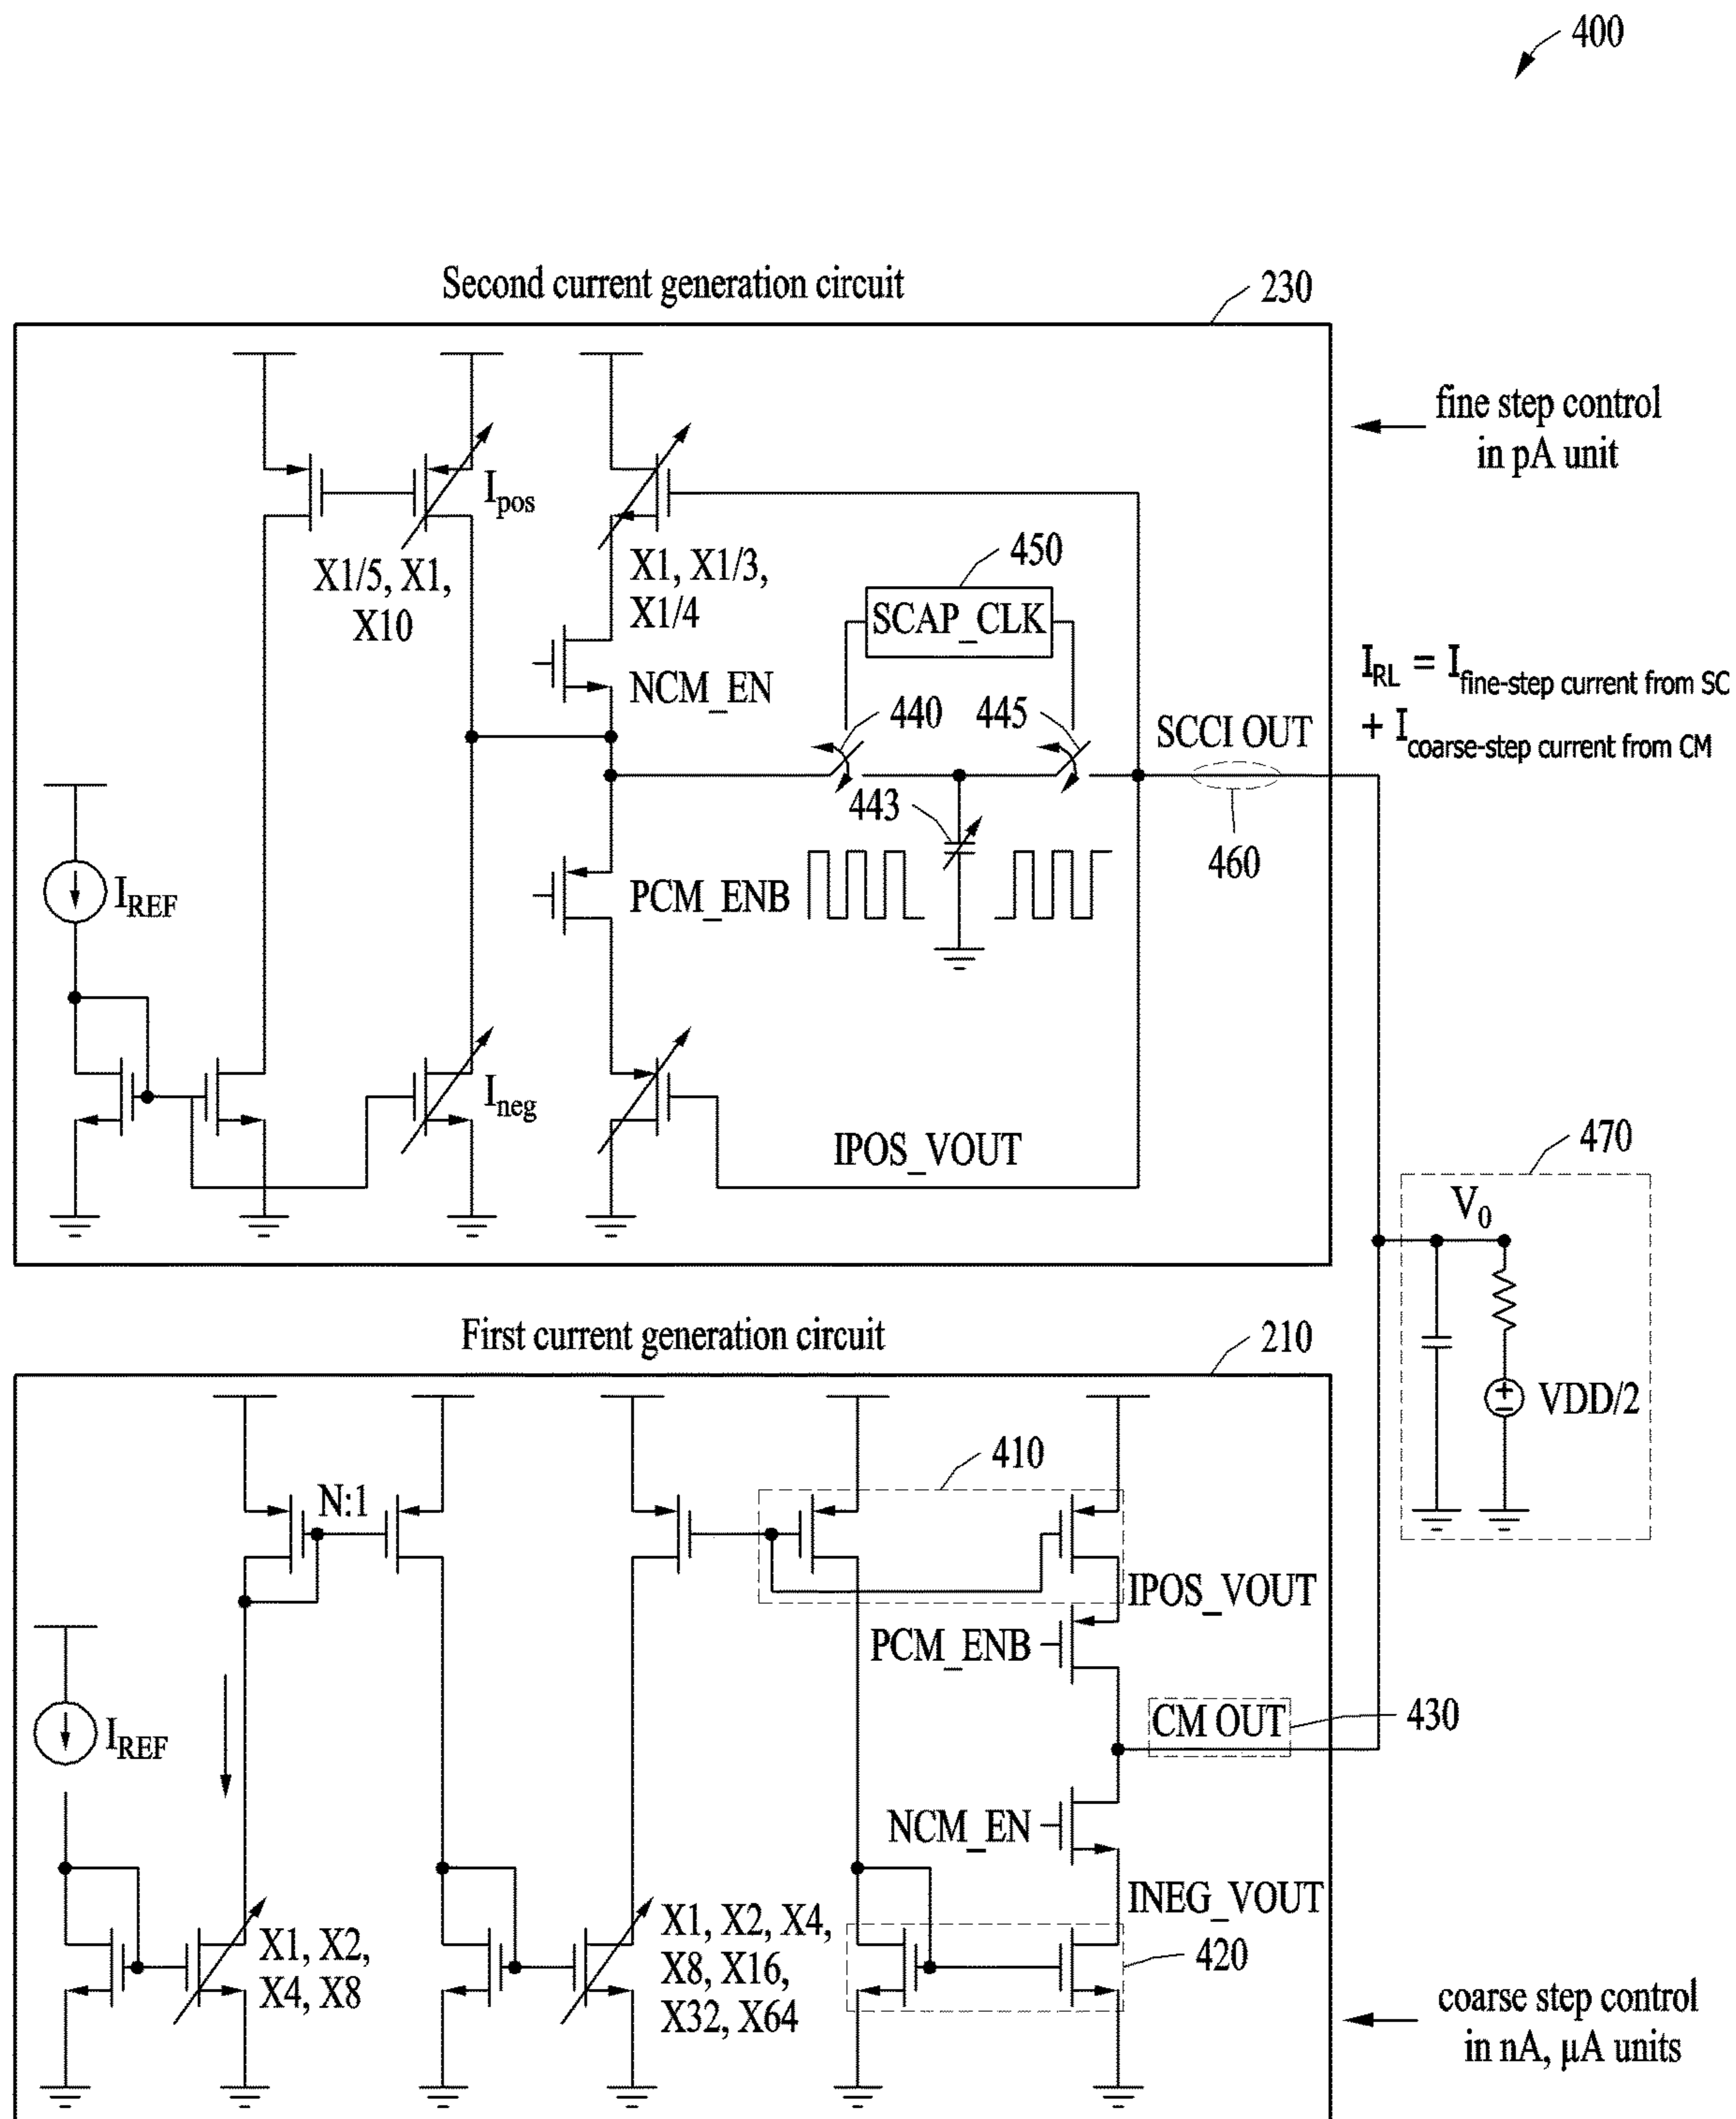 400
Second current generation circuit
230
fine step control
in pA unit
Ipos
X1/5, X1,
X10
X1, X1/3,
X1/4
450
SCAP_CLK
NCM_EN
440
445
SCCI OUT
IRL = Ifine-step current from SC
+ Icoarse-step current from CM
443
460
IREF
PCM_ENB
Ineg
IPOS_VOUT
470
V0
VDD/2
First current generation circuit
210
410
N:1
IPOS_VOUT
PCM_ENB
CM OUT
430
IREF
NCM_EN
INEG_VOUT
X1, X2,
X4, X8
X1, X2, X4,
X8, X16,
X32, X64
420
coarse step control
in nA, μA units